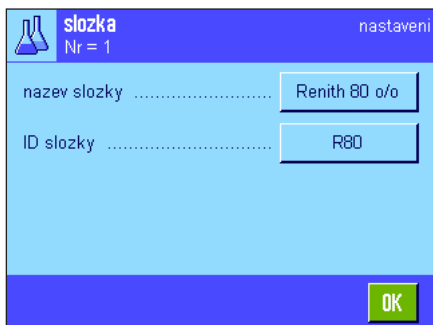 slozka
nastaveni
Nr = 1
nazev slozky ......................... Renith 80 o/o
ID slozky .............................. R80
OK